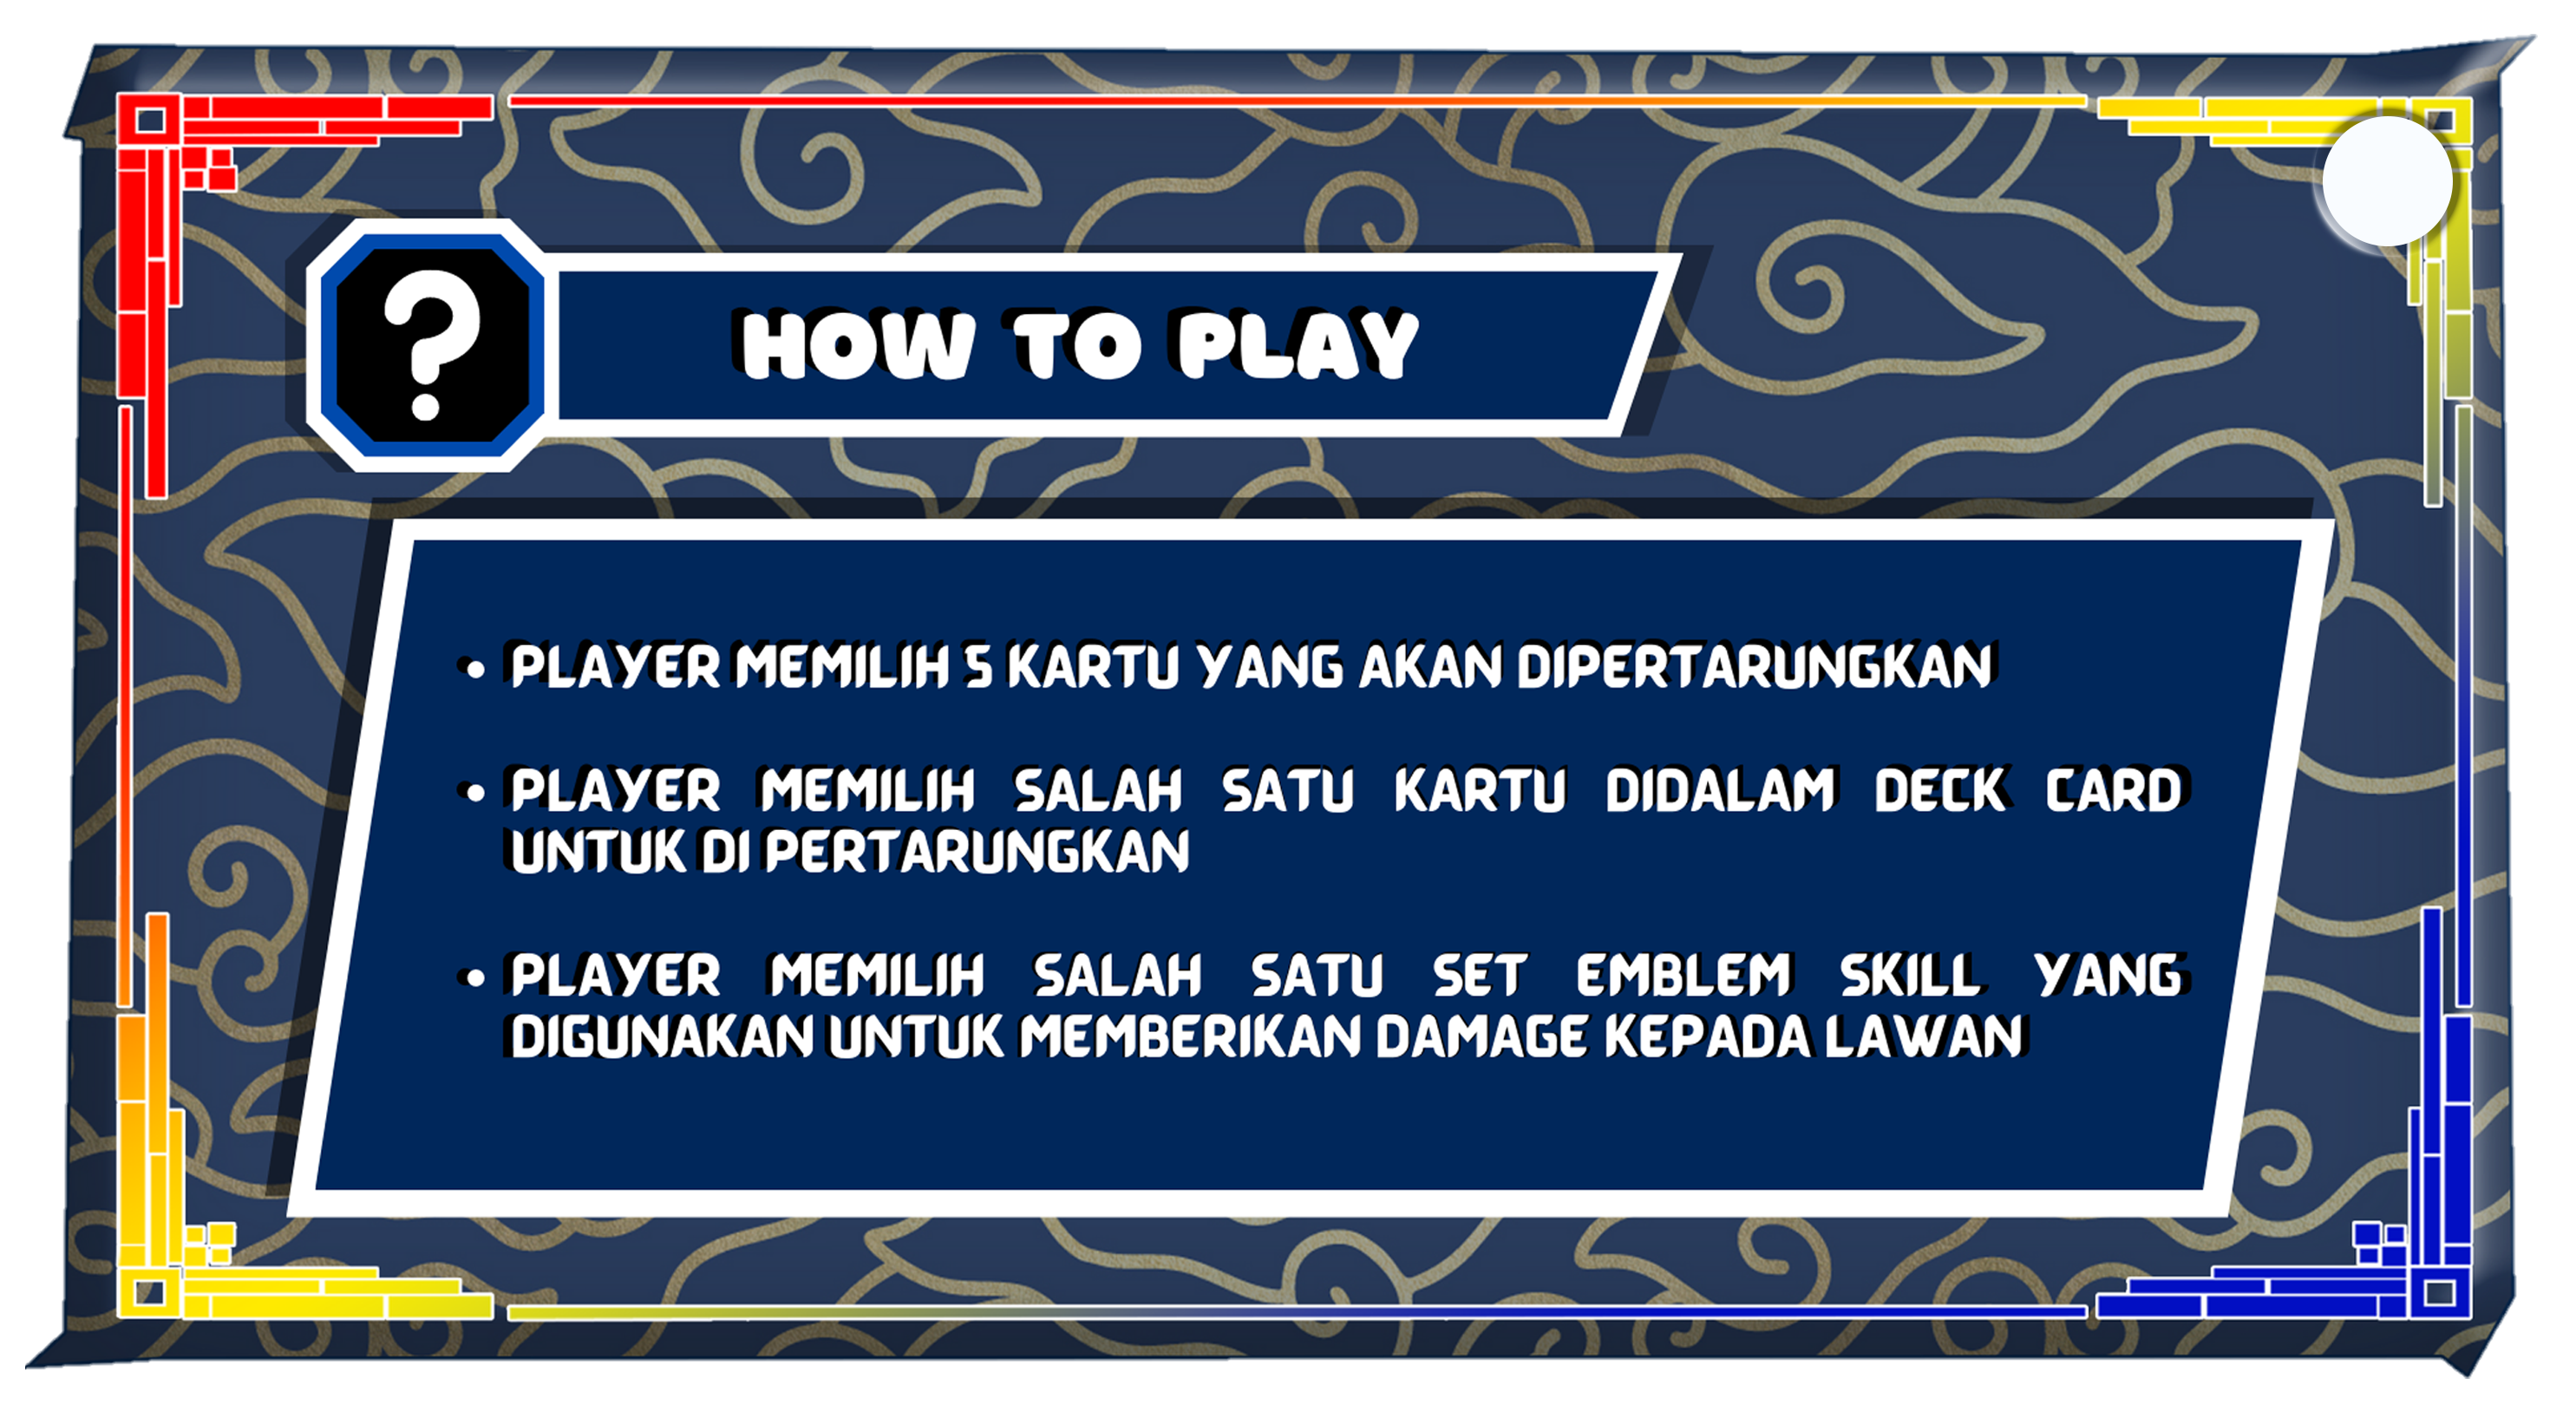 ?
HOW TO PLAY
• PLAYER MEMILIH 5 KARTU YANG AKAN DIPERTARUNGKAN
• PLAYER MEMILIH SALAH SATU KARTU DIDALAM DECK CARD
UNTUK DI PERTARUNGKAN
• PLAYER MEMILIH SALAH SATU SET EMBLEM SKILL YANG
DIGUNAKAN UNTUK MEMBERIKAN DAMAGE KEPADA LAWAN